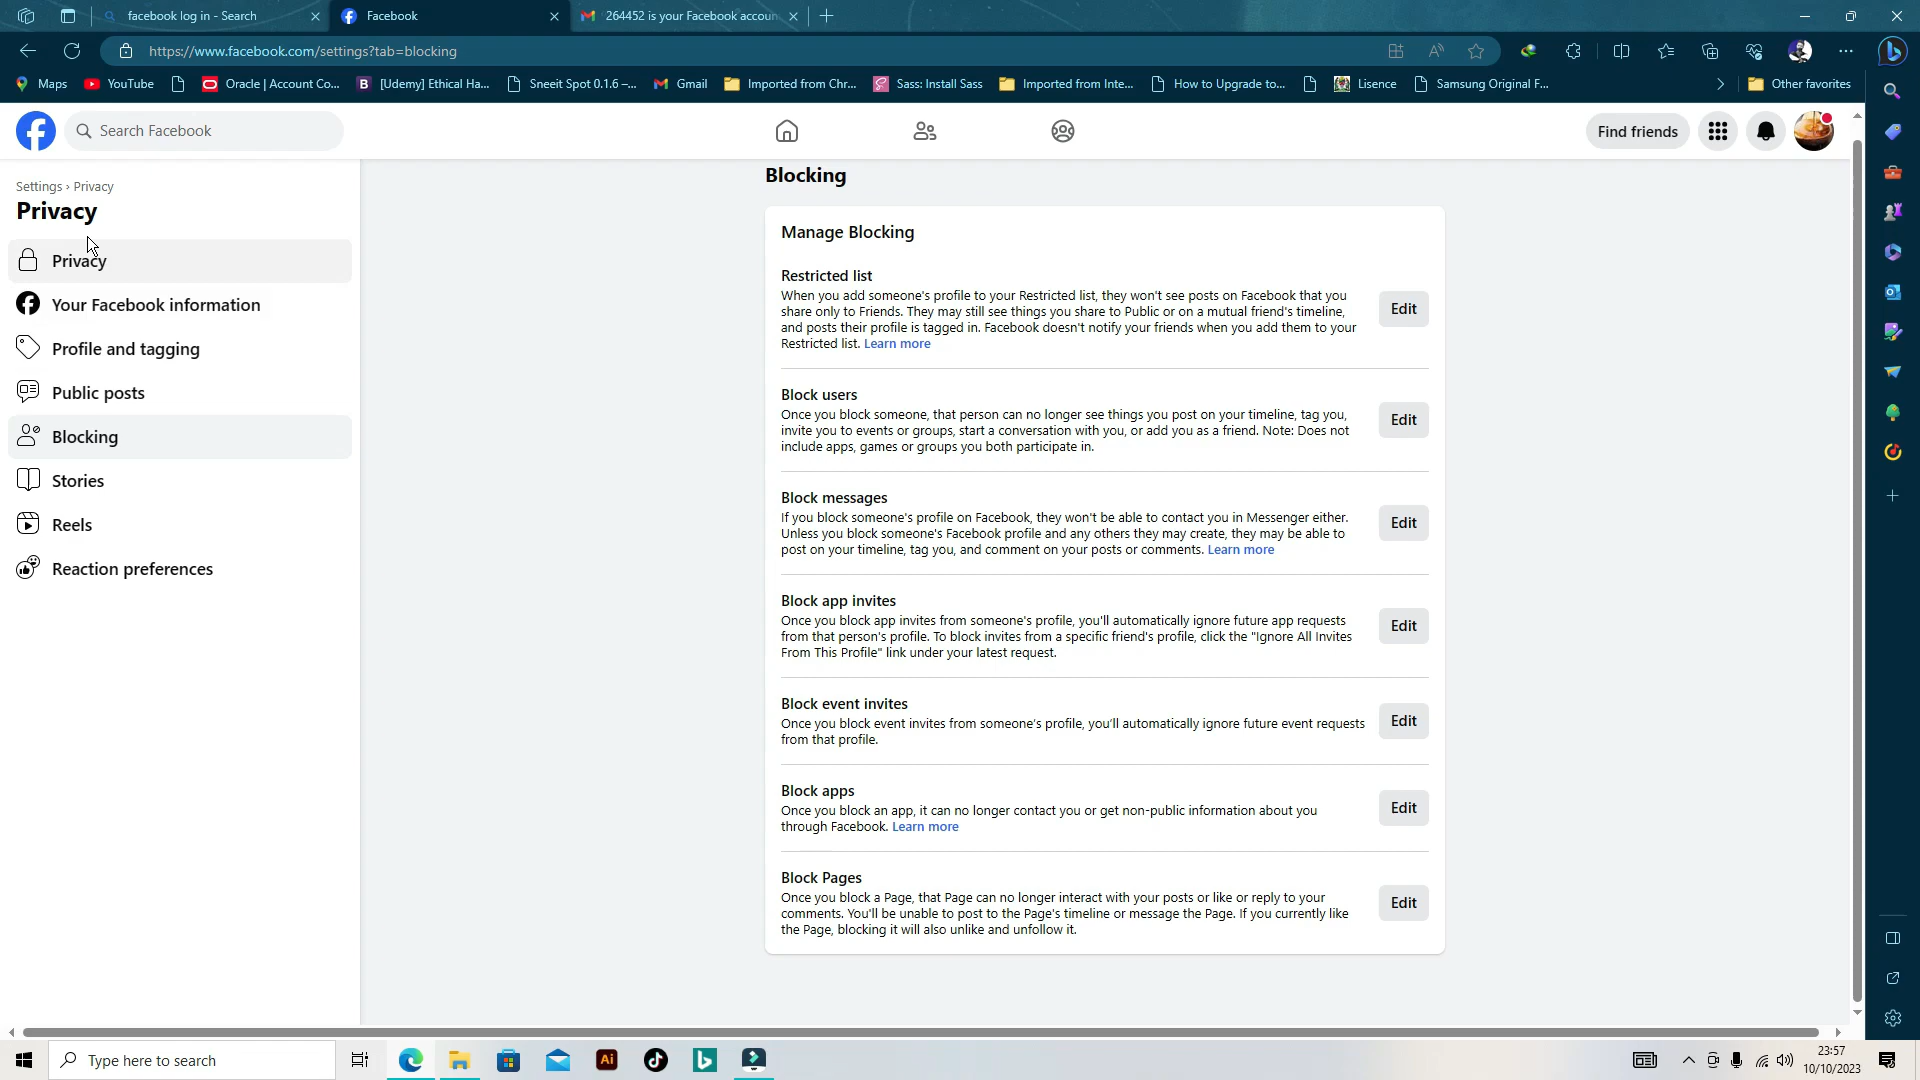 facebook log in - Search
Facebook
264452 is your Facebook accoun
https://www.facebook.com/settings?tab=blocking
Maps
YouTube
Oracle | Account Co...
[Udemy] Ethical Ha...
Sneeit Spot 0.1.6 –...
Gmail
Imported from Chr...
Sass: Install Sass
Imported from Inte...
How to Upgrade to...
Lisence
Samsung Original F...
Other favorites
Search Facebook
Find friends
Settings › Privacy
Privacy
Privacy
Your Facebook information
Profile and tagging
Public posts
Blocking
Stories
Reels
Reaction preferences
Blocking
Manage Blocking
Restricted list
When you add someone's profile to your Restricted list, they won't see posts on Facebook that you
share only to Friends. They may still see things you share to Public or on a mutual friend's timeline,
and posts their profile is tagged in. Facebook doesn't notify your friends when you add them to your
Restricted list. Learn more
Edit
Block users
Once you block someone, that person can no longer see things you post on your timeline, tag you,
invite you to events or groups, start a conversation with you, or add you as a friend. Note: Does not
include apps, games or groups you both participate in.
Edit
Block messages
If you block someone's profile on Facebook, they won't be able to contact you in Messenger either.
Unless you block someone's Facebook profile and any others they may create, they may be able to
post on your timeline, tag you, and comment on your posts or comments. Learn more
Edit
Block app invites
Once you block app invites from someone's profile, you'll automatically ignore future app requests
from that person's profile. To block invites from a specific friend's profile, click the "Ignore All Invites
From This Profile" link under your latest request.
Edit
Block event invites
Once you block event invites from someone's profile, you'll automatically ignore future event requests
from that profile.
Edit
Block apps
Once you block an app, it can no longer contact you or get non-public information about you
through Facebook. Learn more
Edit
Block Pages
Once you block a Page, that Page can no longer interact with your posts or like or reply to your
comments. You'll be unable to post to the Page's timeline or message the Page. If you currently like
the Page, blocking it will also unlike and unfollow it.
Edit
Type here to search
Ai
23:57
10/10/2023